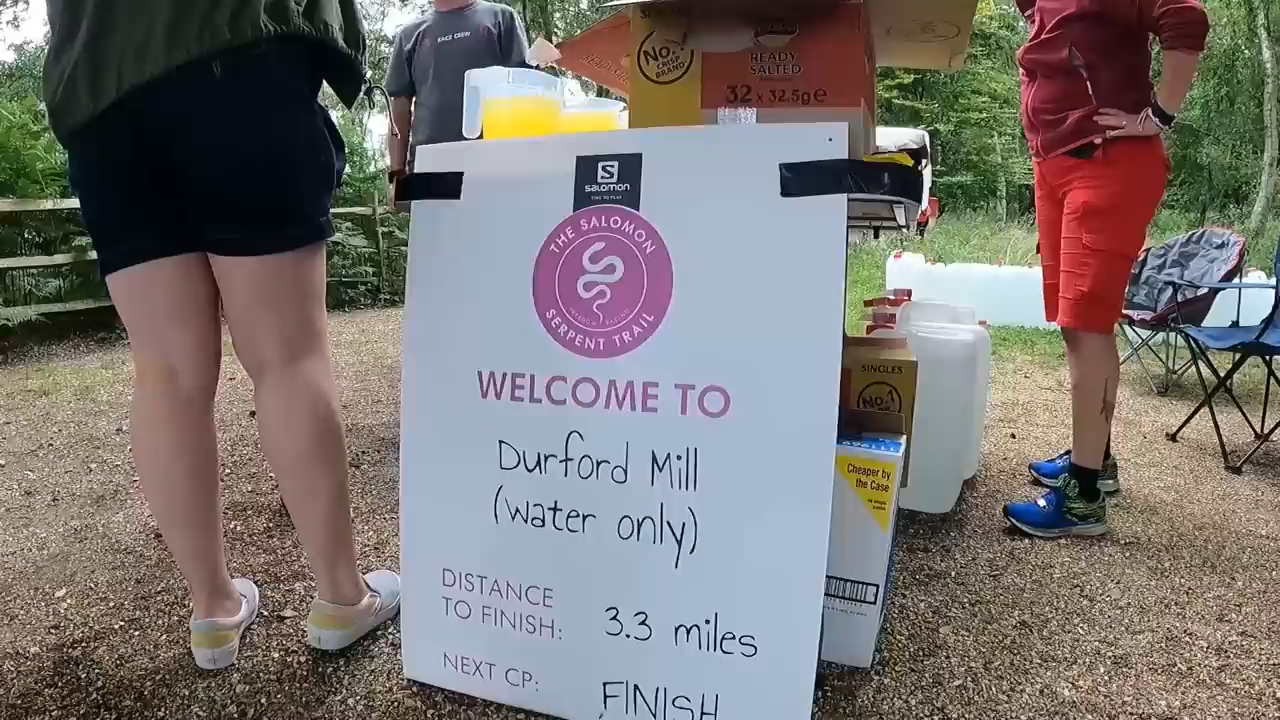 RACE CREW
No.1
CRISP
BRAND
READY
SALTED
32 x 32.5g e
S
SALOMON
TIME TO PLAY
THE SALOMON
SERPENT TRAIL
WELCOME TO
Durford Mill
(water only)
DISTANCE
TO FINISH:
3.3 miles
NEXT CP:
FINISH
SINGLES
No.1
Cheaper by
the Case